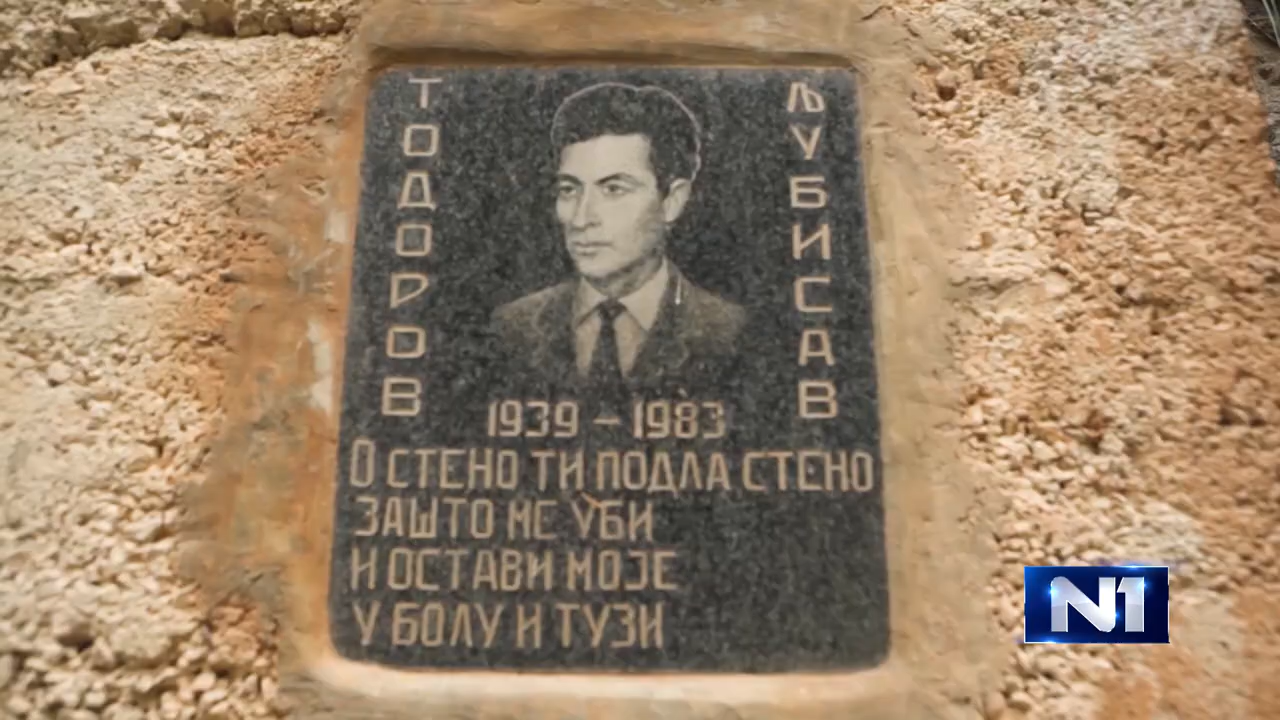 ТОДОРОВ
ЉУБИСАВ
1939 – 1983
О СТЕНО ТИ ПОДЛА СТЕНО
ЗАШТО МЕ УБИ
И ОСТАВИ МОЈЕ
У БОЛУ И ТУЗИ
N1